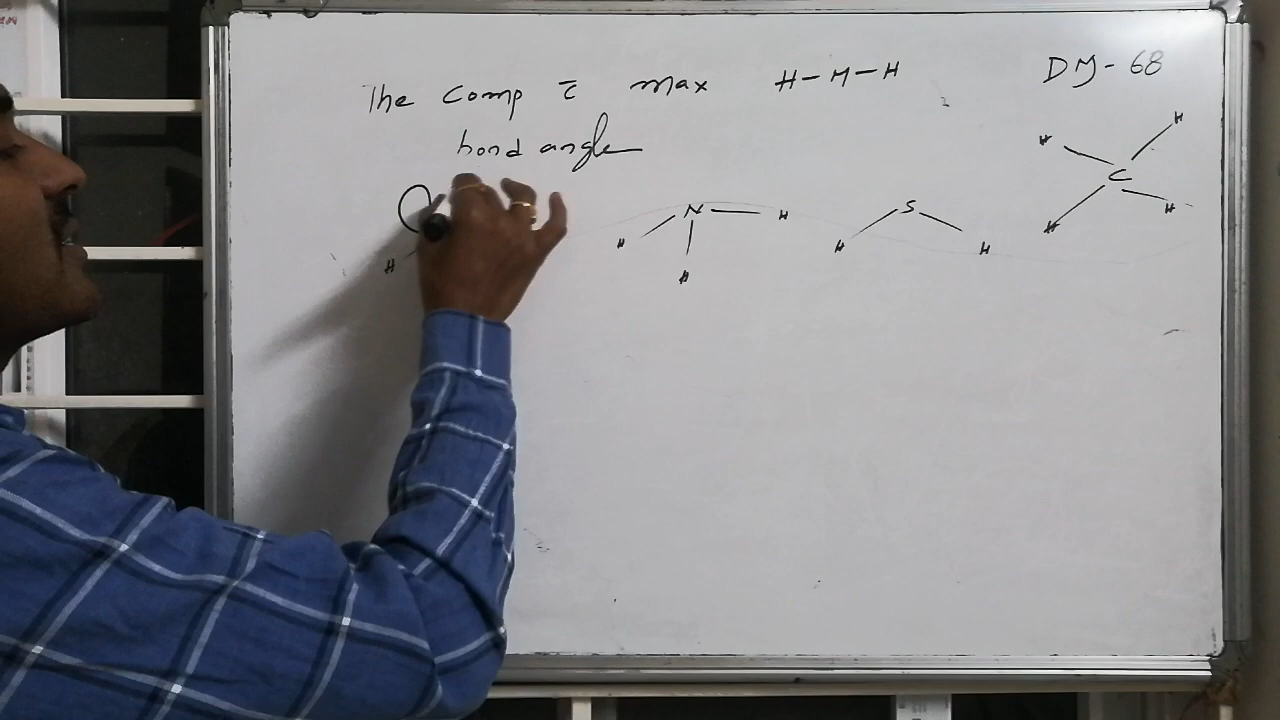 The Comp c̄ max H-M-H
DM-68
bond angle
H
H N H
H
H S H
H H
C
H H